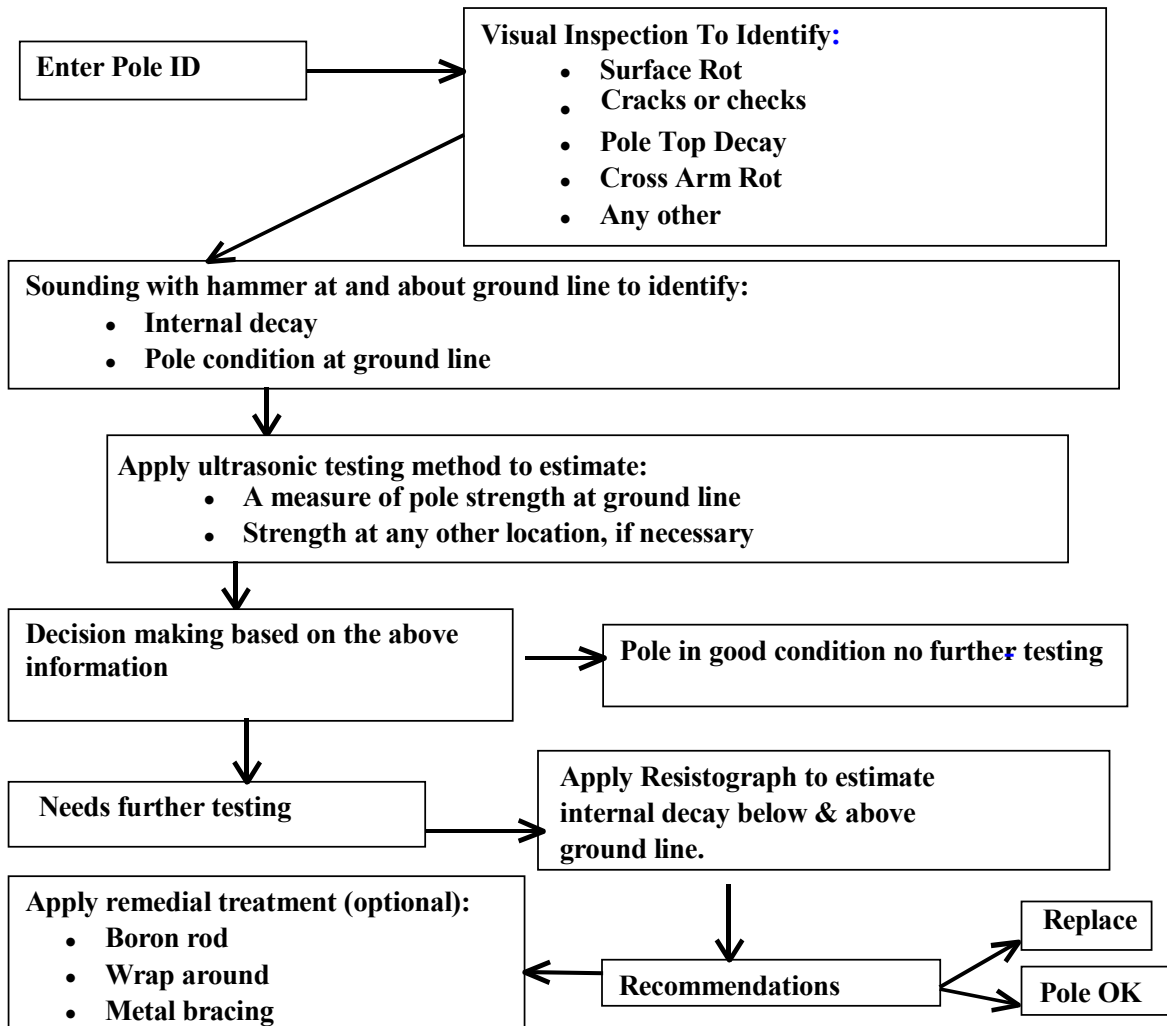 Enter Pole ID
Visual Inspection To Identify:
• Surface Rot
• Cracks or checks
• Pole Top Decay
• Cross Arm Rot
• Any other
Sounding with hammer at and about ground line to identify:
• Internal decay
• Pole condition at ground line
Apply ultrasonic testing method to estimate:
• A measure of pole strength at ground line
• Strength at any other location, if necessary
Decision making based on the above
information
Pole in good condition no further testing
Needs further testing
Apply Resistograph to estimate
internal decay below & above
ground line.
Apply remedial treatment (optional):
• Boron rod
• Wrap around
• Metal bracing
Recommendations
Replace
Pole OK